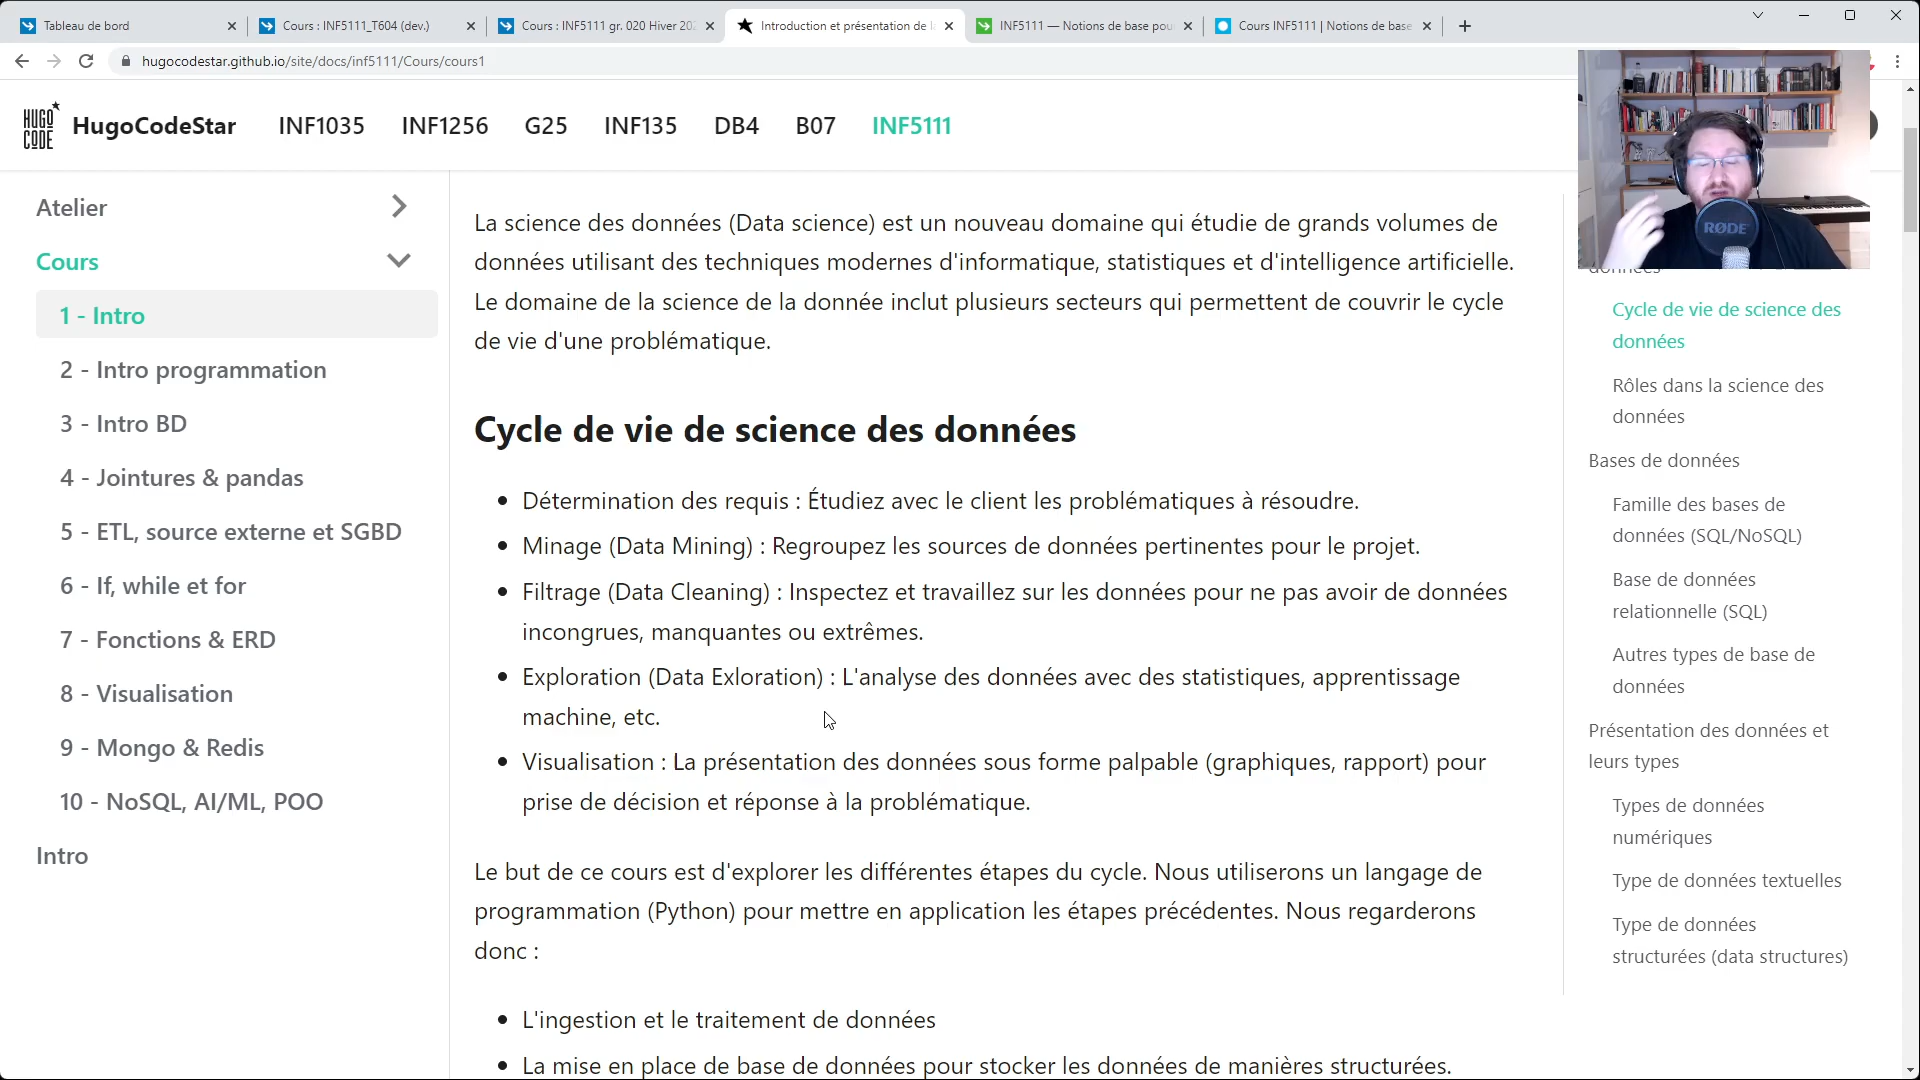 Tableau de bord
Cours : INF5111_T604 (dev.)
Cours : INF5111 gr. 020 Hiver 202
Introduction et présentation de l
INF5111 — Notions de base pou
Cours INF5111 | Notions de base
hugocodestar.github.io/site/docs/inf5111/Cours/cours1
HUGO CODE
HugoCodeStar
INF1035
INF1256
G25
INF135
DB4
B07
INF5111
Atelier
Cours
1 - Intro
2 - Intro programmation
3 - Intro BD
4 - Jointures & pandas
5 - ETL, source externe et SGBD
6 - If, while et for
7 - Fonctions & ERD
8 - Visualisation
9 - Mongo & Redis
10 - NoSQL, AI/ML, POO
Intro
La science des données (Data science) est un nouveau domaine qui étudie de grands volumes de
données utilisant des techniques modernes d'informatique, statistiques et d'intelligence artificielle.
Le domaine de la science de la donnée inclut plusieurs secteurs qui permettent de couvrir le cycle
de vie d'une problématique.
Cycle de vie de science des données
Détermination des requis : Étudiez avec le client les problématiques à résoudre.
Minage (Data Mining) : Regroupez les sources de données pertinentes pour le projet.
Filtrage (Data Cleaning) : Inspectez et travaillez sur les données pour ne pas avoir de données
incongrues, manquantes ou extrêmes.
Exploration (Data Exloration) : L'analyse des données avec des statistiques, apprentissage
machine, etc.
Visualisation : La présentation des données sous forme palpable (graphiques, rapport) pour
prise de décision et réponse à la problématique.
Le but de ce cours est d'explorer les différentes étapes du cycle. Nous utiliserons un langage de
programmation (Python) pour mettre en application les étapes précédentes. Nous regarderons
donc :
L'ingestion et le traitement de données
La mise en place de base de données pour stocker les données de manières structurées.
RØDE
données
Cycle de vie de science des
données
Rôles dans la science des
données
Bases de données
Famille des bases de
données (SQL/NoSQL)
Base de données
relationnelle (SQL)
Autres types de base de
données
Présentation des données et
leurs types
Types de données
numériques
Type de données textuelles
Type de données
structurées (data structures)